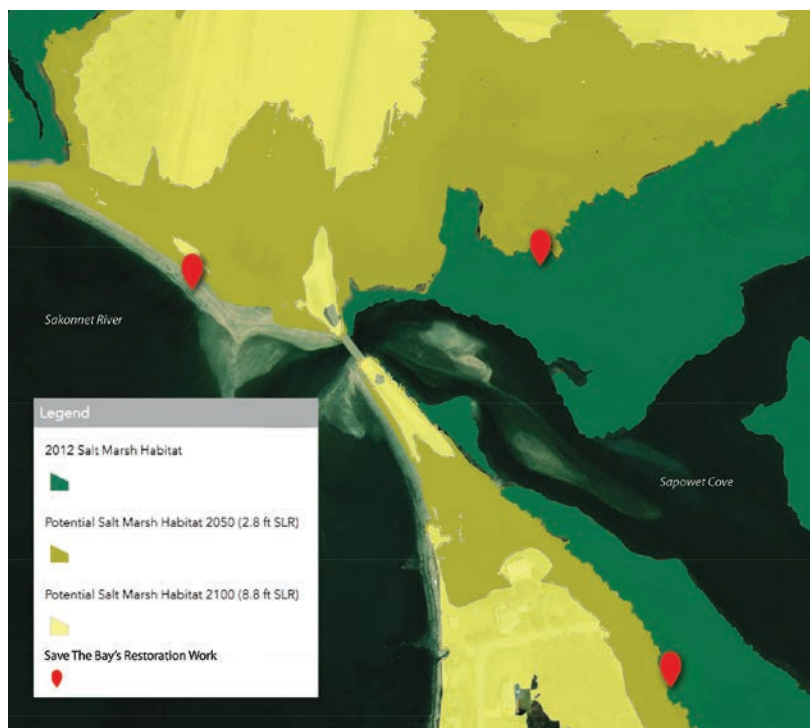 Sakonnet River
Sapowet Cove
Legend
2012 Salt Marsh Habitat
Potential Salt Marsh Habitat 2050 (2.8 ft SLR)
Potential Salt Marsh Habitat 2100 (8.8 ft SLR)
Save The Bay's Restoration Work